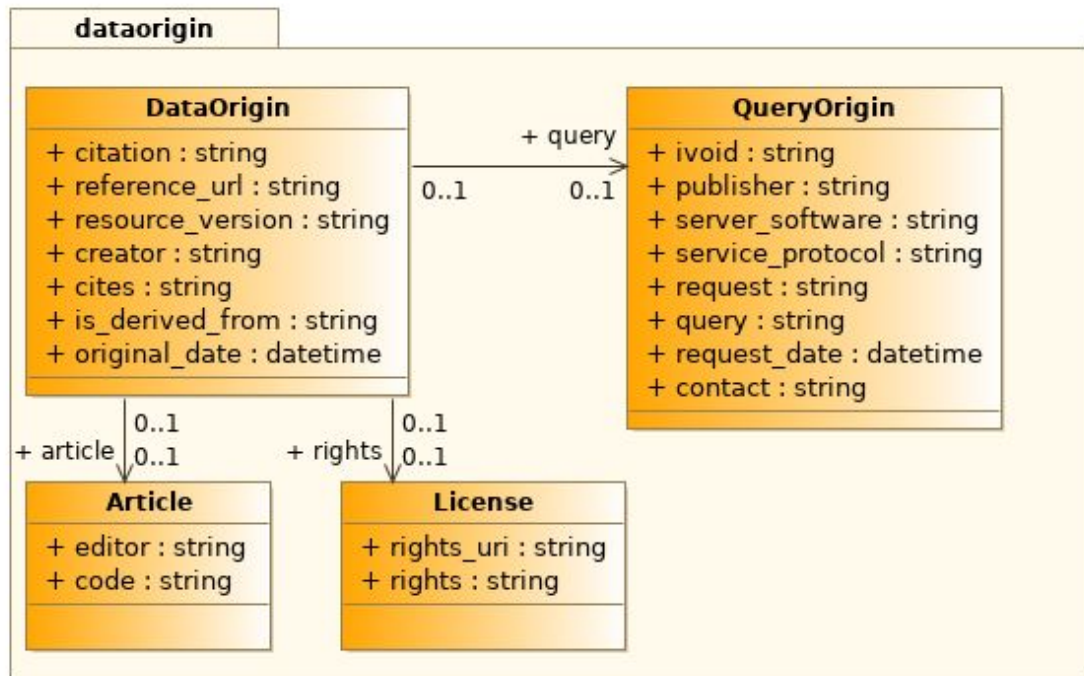 dataorigin
DataOrigin
+ citation : string
+ reference_url : string
+ resource_version : string
+ creator : string
+ cites : string
+ is_derived_from : string
+ original_date : datetime
+ query
0..1
0..1
QueryOrigin
+ ivoid : string
+ publisher : string
+ server_software : string
+ service_protocol : string
+ request : string
+ query : string
+ request_date : datetime
+ contact : string
0..1
+ article
0..1
0..1
+ rights
0..1
Article
+ editor : string
+ code : string
License
+ rights_uri : string
+ rights : string